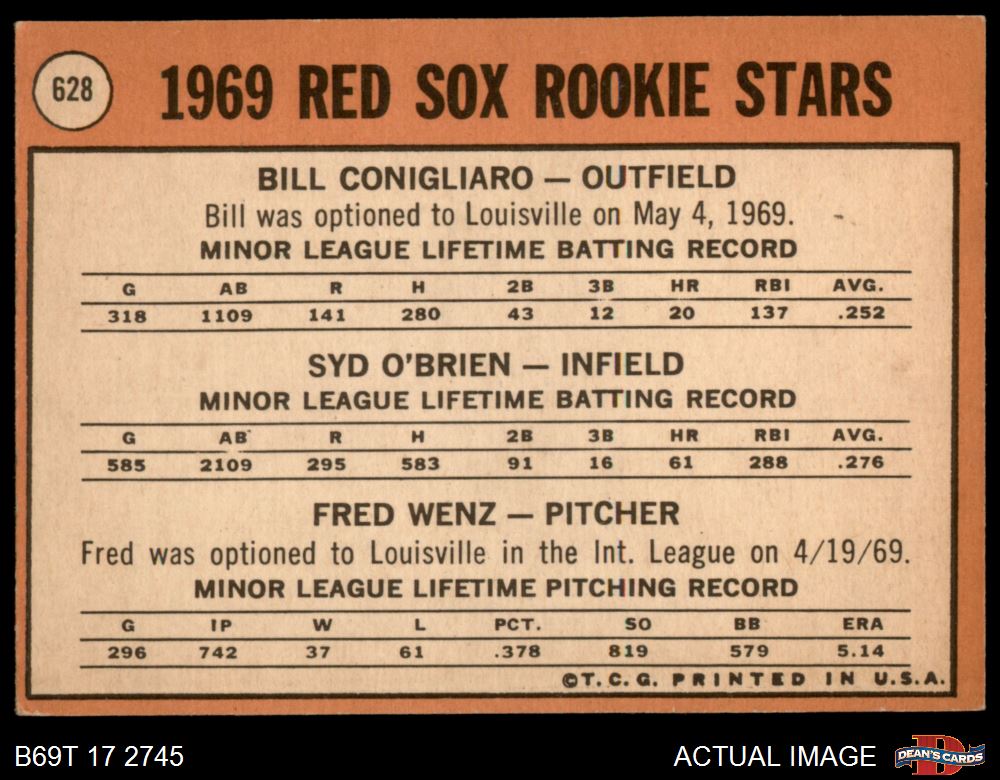 628
1969 RED SOX ROOKIE STARS
BILL CONIGLIARO — OUTFIELD
Bill was optioned to Louisville on May 4, 1969.
MINOR LEAGUE LIFETIME BATTING RECORD
G AB R H 2B 3B HR RBI AVG.
318 1109 141 280 43 12 20 137 .252
SYD O'BRIEN — INFIELD
MINOR LEAGUE LIFETIME BATTING RECORD
G AB R H 2B 3B HR RBI AVG.
585 2109 295 583 91 16 61 288 .276
FRED WENZ — PITCHER
Fred was optioned to Louisville in the Int. League on 4/19/69.
MINOR LEAGUE LIFETIME PITCHING RECORD
G IP W L PCT. SO BB ERA
296 742 37 61 .378 819 579 5.14
©T.C.G. PRINTED IN U.S.A.
B69T 17 2745
ACTUAL IMAGE
D
DEAN'S CARDS